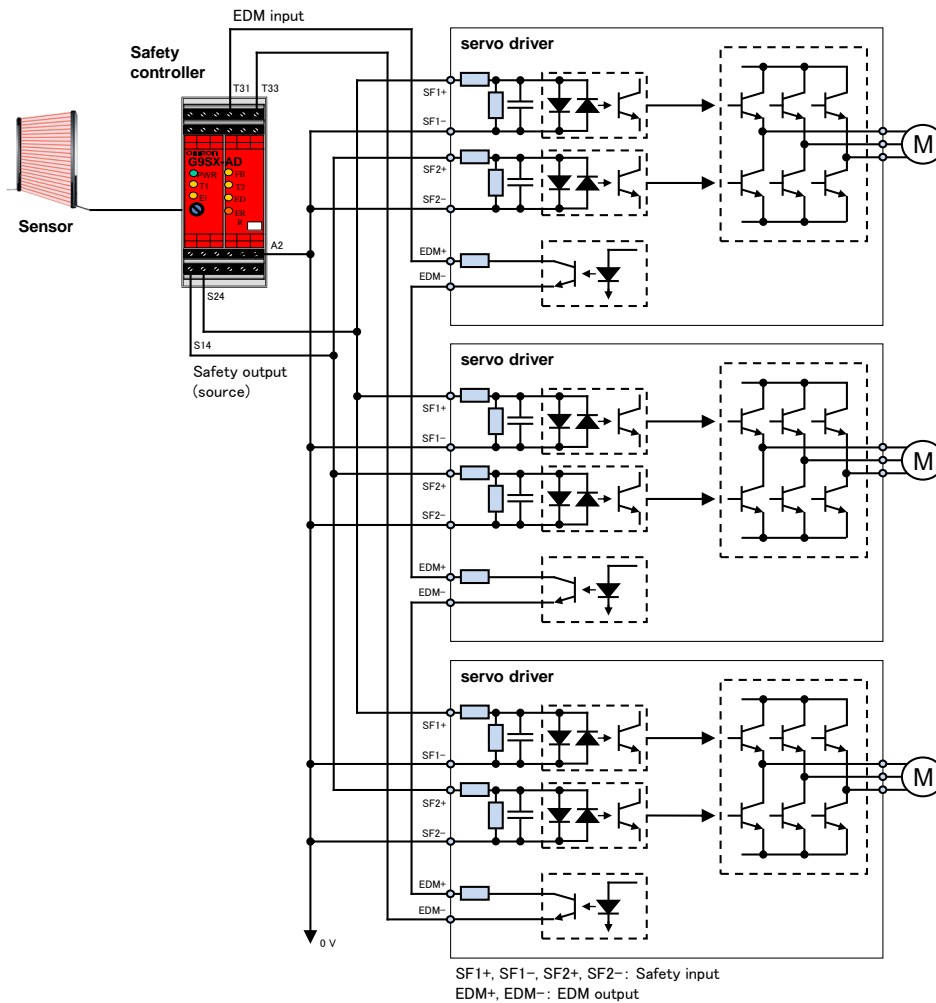 EDM input
Safety
controller
T31 T33
OMRON
G9SX-AD
PWR FB
T1 T2
EI ED
ER
R
Sensor
A2
S24
S14
Safety output
(source)
0 V
servo driver
SF1+
SF1-
SF2+
SF2-
EDM+
EDM-
M
servo driver
SF1+
SF1-
SF2+
SF2-
EDM+
EDM-
M
servo driver
SF1+
SF1-
SF2+
SF2-
EDM+
EDM-
M
SF1+, SF1-, SF2+, SF2-: Safety input
EDM+, EDM-: EDM output